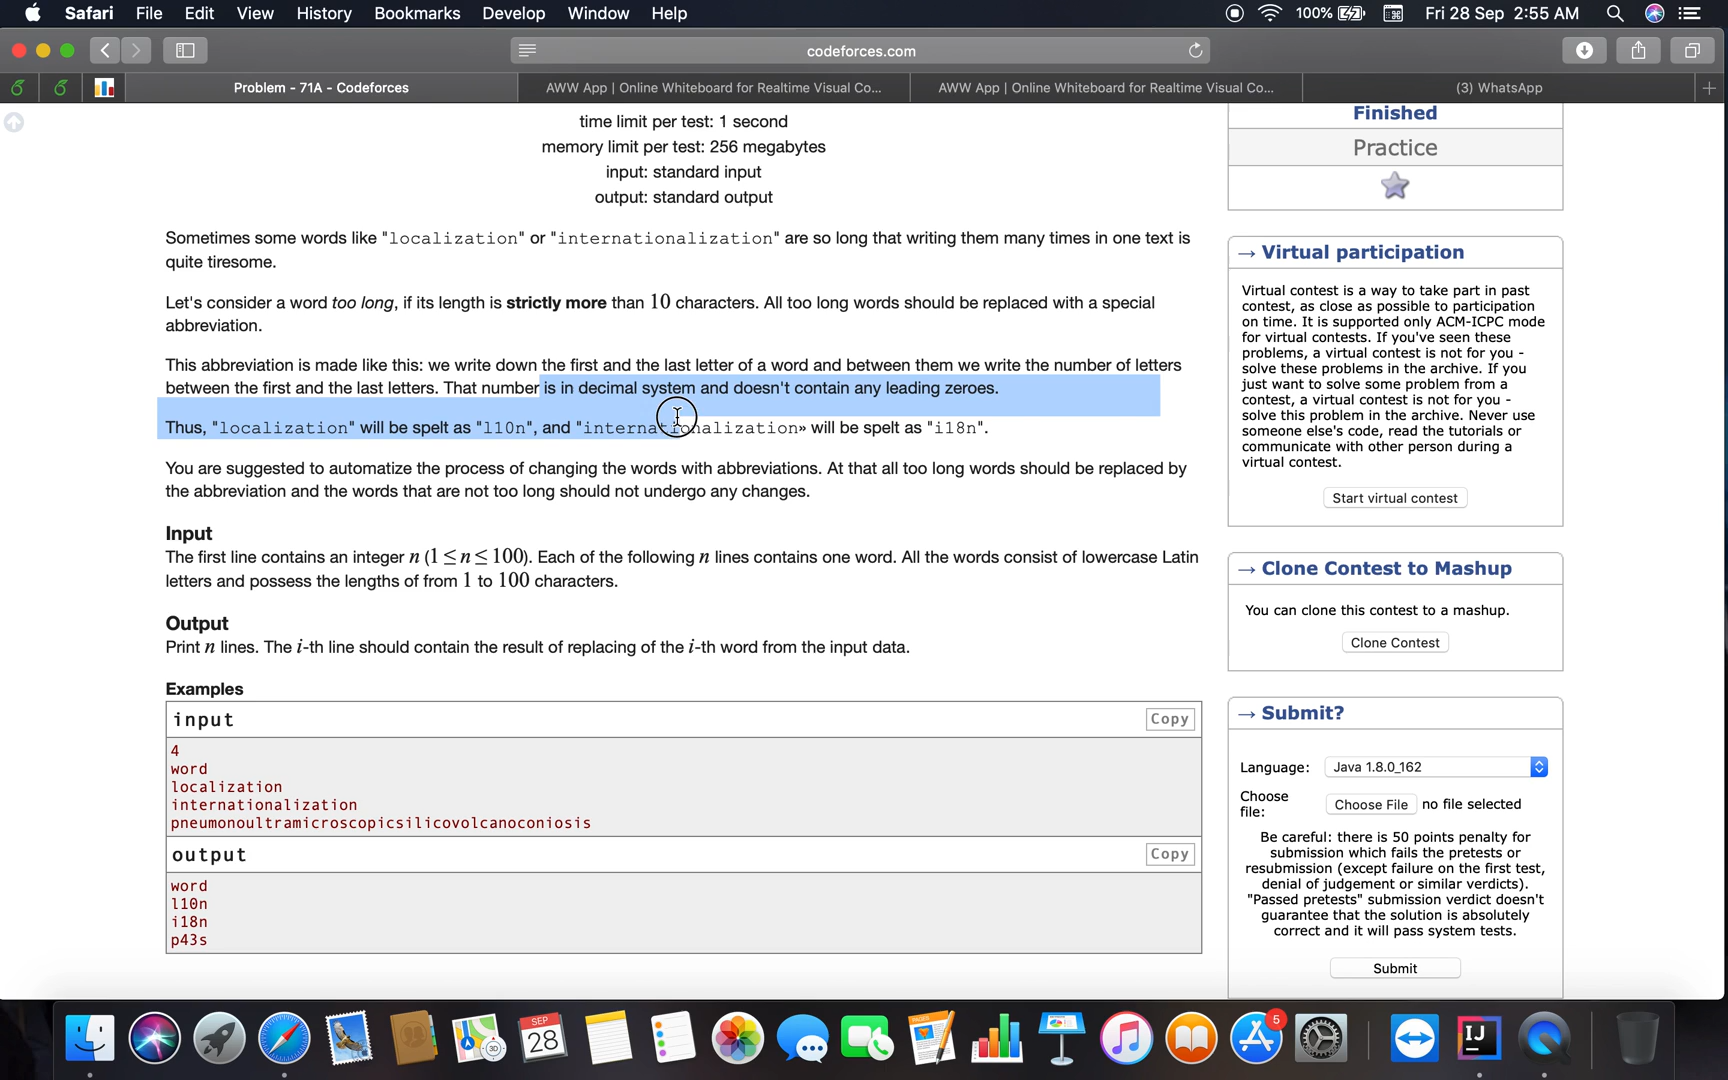 Safari File Edit View History Bookmarks Develop Window Help 100% Fri 28 Sep 2:55 AM
codeforces.com
Problem - 71A - Codeforces
AWW App | Online Whiteboard for Realtime Visual Co...
AWW App | Online Whiteboard for Realtime Visual Co...
(3) WhatsApp
time limit per test: 1 second
memory limit per test: 256 megabytes
input: standard input
output: standard output
Sometimes some words like "localization" or "internationalization" are so long that writing them many times in one text is
quite tiresome.
Let's consider a word too long, if its length is strictly more than 10 characters. All too long words should be replaced with a special
abbreviation.
This abbreviation is made like this: we write down the first and the last letter of a word and between them we write the number of letters
between the first and the last letters. That number is in decimal system and doesn't contain any leading zeroes.
Thus, "localization" will be spelt as "l10n", and "internationalization» will be spelt as "i18n".
You are suggested to automatize the process of changing the words with abbreviations. At that all too long words should be replaced by
the abbreviation and the words that are not too long should not undergo any changes.
Input
The first line contains an integer n (1 ≤ n ≤ 100). Each of the following n lines contains one word. All the words consist of lowercase Latin
letters and possess the lengths of from 1 to 100 characters.
Output
Print n lines. The i-th line should contain the result of replacing of the i-th word from the input data.
Examples
input
Copy
4
word
localization
internationalization
pneumonoultramicroscopicsilicovolcanoconiosis
output
Copy
word
l10n
i18n
p43s
Finished
Practice
→ Virtual participation
Virtual contest is a way to take part in past
contest, as close as possible to participation
on time. It is supported only ACM-ICPC mode
for virtual contests. If you've seen these
problems, a virtual contest is not for you -
solve these problems in the archive. If you
just want to solve some problem from a
contest, a virtual contest is not for you -
solve this problem in the archive. Never use
someone else's code, read the tutorials or
communicate with other person during a
virtual contest.
Start virtual contest
→ Clone Contest to Mashup
You can clone this contest to a mashup.
Clone Contest
→ Submit?
Language: Java 1.8.0_162
Choose
file:
Choose File no file selected
Be careful: there is 50 points penalty for
submission which fails the pretests or
resubmission (except failure on the first test,
denial of judgement or similar verdicts).
"Passed pretests" submission verdict doesn't
guarantee that the solution is absolutely
correct and it will pass system tests.
Submit
SEP
28
3D
PAGES
5
IJ